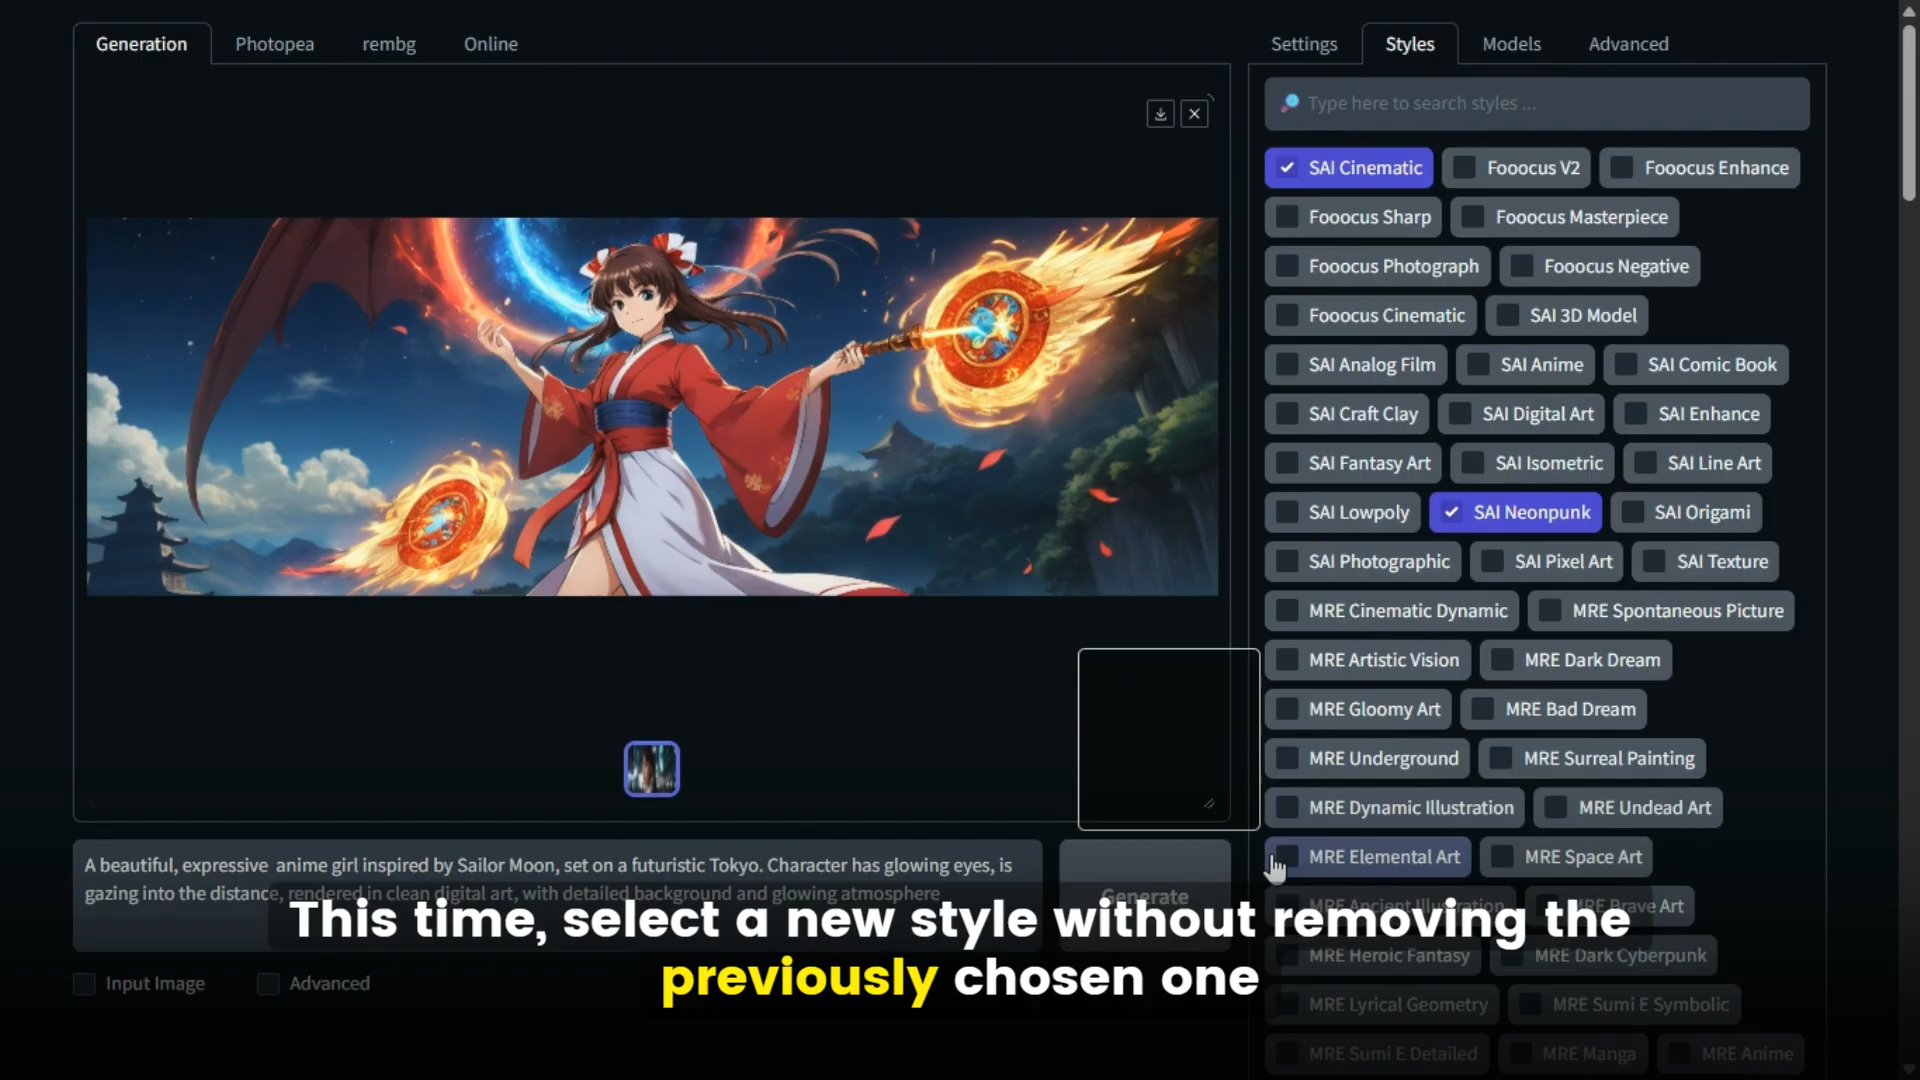 Generation Photopea rembg Online
Settings Styles Models Advanced
Type here to search styles ...
SAI Cinematic Fooocus V2 Fooocus Enhance
Fooocus Sharp Fooocus Masterpiece
Fooocus Photograph Fooocus Negative
Fooocus Cinematic SAI 3D Model
SAI Analog Film SAI Anime SAI Comic Book
SAI Craft Clay SAI Digital Art SAI Enhance
SAI Fantasy Art SAI Isometric SAI Line Art
SAI Lowpoly SAI Neonpunk SAI Origami
SAI Photographic SAI Pixel Art SAI Texture
MRE Cinematic Dynamic MRE Spontaneous Picture
MRE Artistic Vision MRE Dark Dream
MRE Gloomy Art MRE Bad Dream
MRE Underground MRE Surreal Painting
MRE Dynamic Illustration MRE Undead Art
MRE Elemental Art MRE Space Art
MRE Ancient Illustration MRE Brave Art
MRE Heroic Fantasy MRE Dark Cyberpunk
MRE Lyrical Geometry MRE Sumi E Symbolic
MRE Sumi E Detailed MRE Manga MRE Anime
A beautiful, expressive anime girl inspired by Sailor Moon, set on a futuristic Tokyo. Character has glowing eyes, is
gazing into the distance, rendered in clean digital art, with detailed background and glowing atmosphere
Generate
Input Image Advanced
This time, select a new style without removing the
previously chosen one